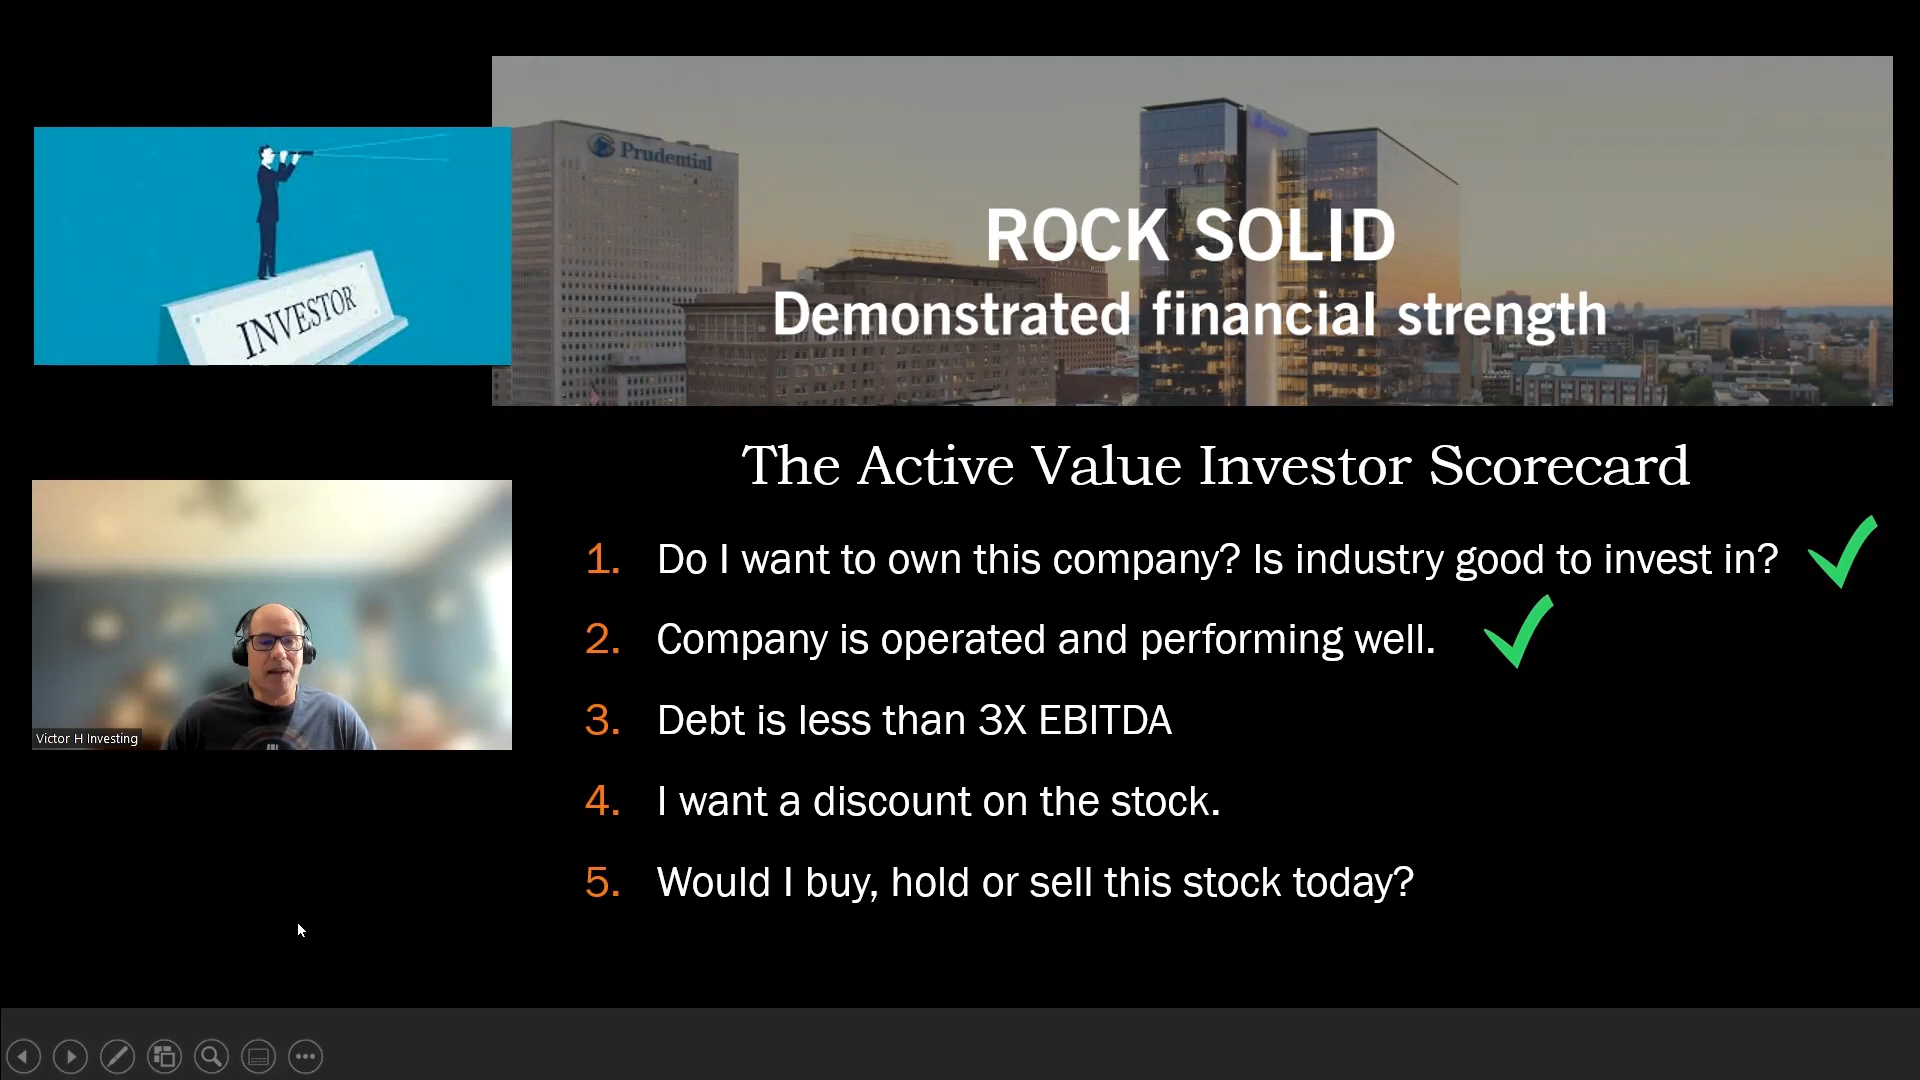 Prudential
ROCK SOLID
Demonstrated financial strength
INVESTOR
The Active Value Investor Scorecard
1. Do I want to own this company? Is industry good to invest in?
2. Company is operated and performing well.
3. Debt is less than 3X EBITDA
4. I want a discount on the stock.
5. Would I buy, hold or sell this stock today?
Victor H Investing